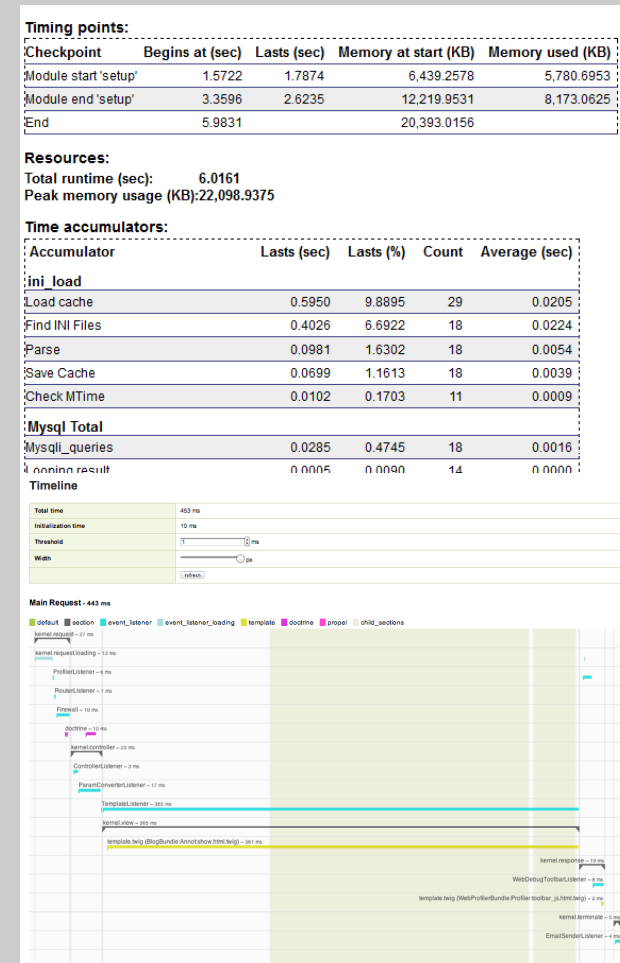 Timing points:
Checkpoint Begins at (sec) Lasts (sec) Memory at start (KB) Memory used (KB)
Module start 'setup' 1.5722 1.7874 6,439.2578 5,780.6953
Module end 'setup' 3.3596 2.6235 12,219.9531 8,173.0625
End 5.9831 20,393.0156
Resources:
Total runtime (sec): 6.0161
Peak memory usage (KB):22,098.9375
Time accumulators:
Accumulator Lasts (sec) Lasts (%) Count Average (sec)
ini_load
Load cache 0.5950 9.8895 29 0.0205
Find INI Files 0.4026 6.6922 18 0.0224
Parse 0.0981 1.6302 18 0.0054
Save Cache 0.0699 1.1613 18 0.0039
Check MTime 0.0102 0.1703 11 0.0009
Mysql Total
Mysqli_queries 0.0285 0.4745 18 0.0016
Looping result 0.0005 0.0090 14 0.0000
Timeline
Total time 453 ms
Initialization time 10 ms
Threshold 1 ms
Width px
refresh
Main Request - 443 ms
default section event_listener event_listener_loading template doctrine propel child_sections
kernel.request ~ 27 ms
kernel.request.loading ~ 13 ms
ProfilerListener ~ 6 ms
RouterListener ~ 1 ms
Firewall ~ 10 ms
doctrine ~ 10 ms
kernel.controller ~ 23 ms
ControllerListener ~ 3 ms
ParamConverterListener ~ 17 ms
TemplateListener ~ 365 ms
kernel.view ~ 365 ms
template.twig (BlogBundle:Annot:show.html.twig) ~ 361 ms
kernel.response ~ 19 ms
WebDebugToolbarListener ~ 8 ms
template.twig (WebProfilerBundle:Profiler:toolbar_js.html.twig) ~ 2 ms
kernel.terminate ~ 5 ms
EmailSenderListener ~ 4 ms